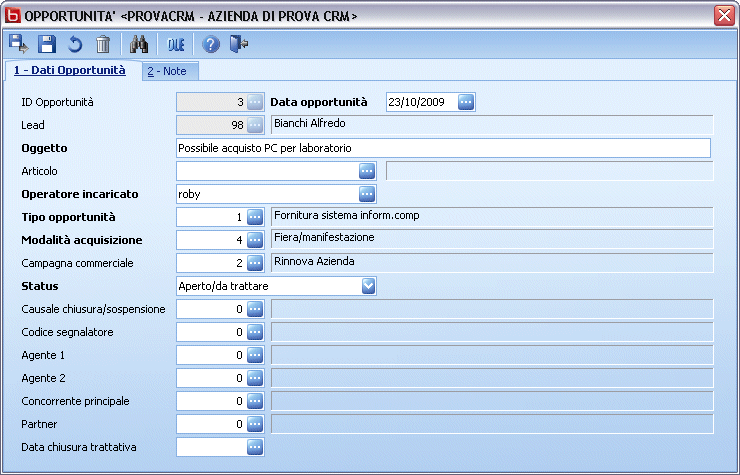 OPPORTUNITA' <PROVACRM - AZIENDA DI PROVA CRM>
OLE
1 - Dati Opportunità 2 - Note
ID Opportunità 3 Data opportunità 23/10/2009
Lead 98 Bianchi Alfredo
Oggetto Possibile acquisto PC per laboratorio
Articolo
Operatore incaricato roby
Tipo opportunità 1 Fornitura sistema inform.comp
Modalità acquisizione 4 Fiera/manifestazione
Campagna commerciale 2 Rinnova Azienda
Status Aperto/da trattare
Causale chiusura/sospensione 0
Codice segnalatore 0
Agente 1 0
Agente 2 0
Concorrente principale 0
Partner 0
Data chiusura trattativa